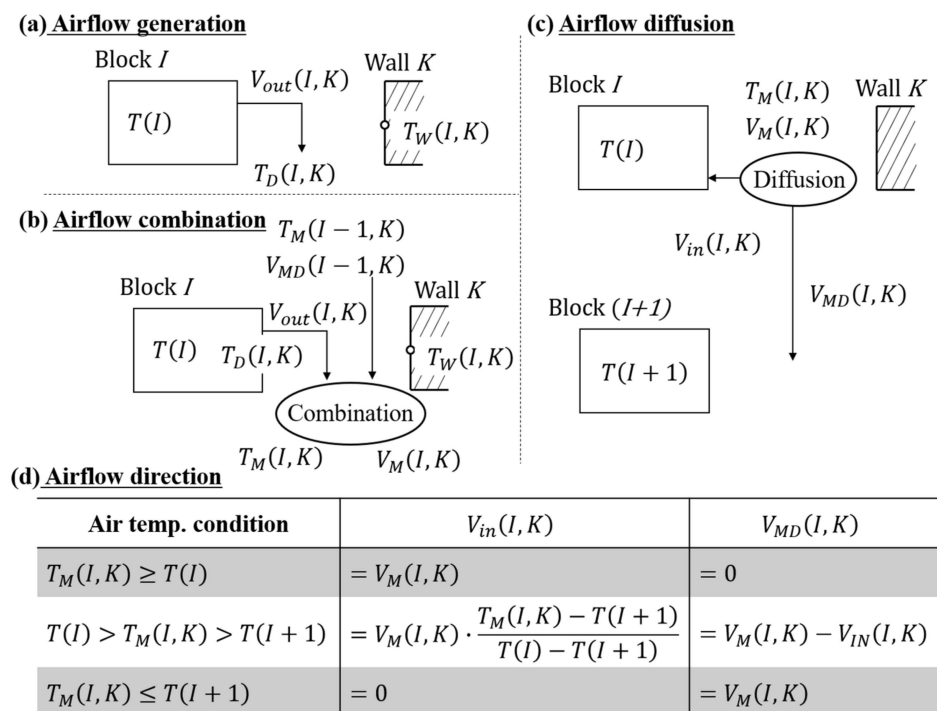 (a) Airflow generation
Block I
V_out(I, K)
Wall K
T(I)
T_W(I, K)
T_D(I, K)
(b) Airflow combination
T_M(I − 1, K)
V_MD(I − 1, K)
Block I
Wall K
V_out(I, K)
T(I)
T_D(I, K)
T_W(I, K)
Combination
T_M(I, K)
V_M(I, K)
(c) Airflow diffusion
Block I
Wall K
T_M(I, K)
V_M(I, K)
T(I)
Diffusion
V_in(I, K)
V_MD(I, K)
Block (I+1)
T(I + 1)
(d) Airflow direction
Air temp. condition V_in(I, K) V_MD(I, K)
T_M(I, K) ≥ T(I) = V_M(I, K) = 0
T(I) > T_M(I, K) > T(I + 1) = V_M(I, K) · (T_M(I, K) − T(I + 1))/(T(I) − T(I + 1)) = V_M(I, K) − V_IN(I, K)
T_M(I, K) ≤ T(I + 1) = 0 = V_M(I, K)